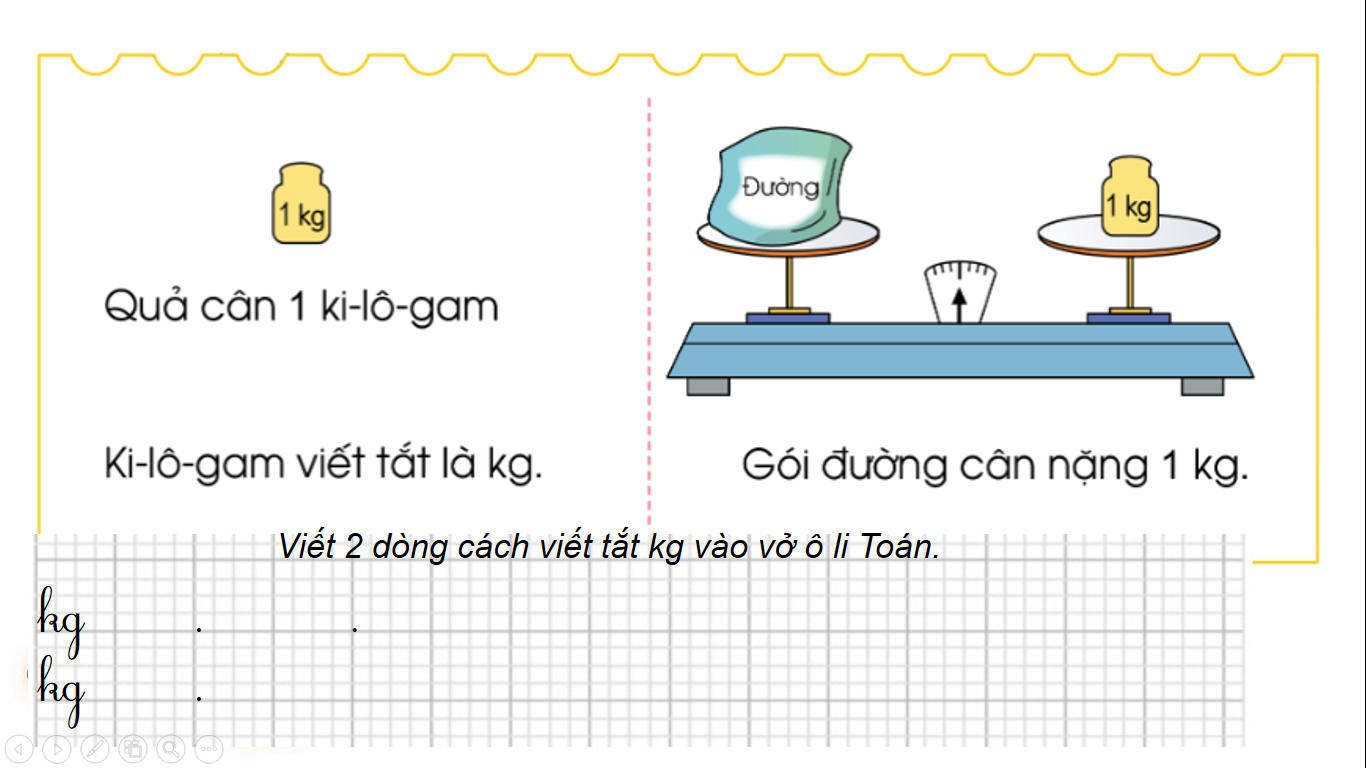 1 kg
Quả cân 1 ki-lô-gam
Ki-lô-gam viết tắt là kg.
Đường
1 kg
Gói đường cân nặng 1 kg.
Viết 2 dòng cách viết tắt kg vào vở ô li Toán.
kg . .
kg .